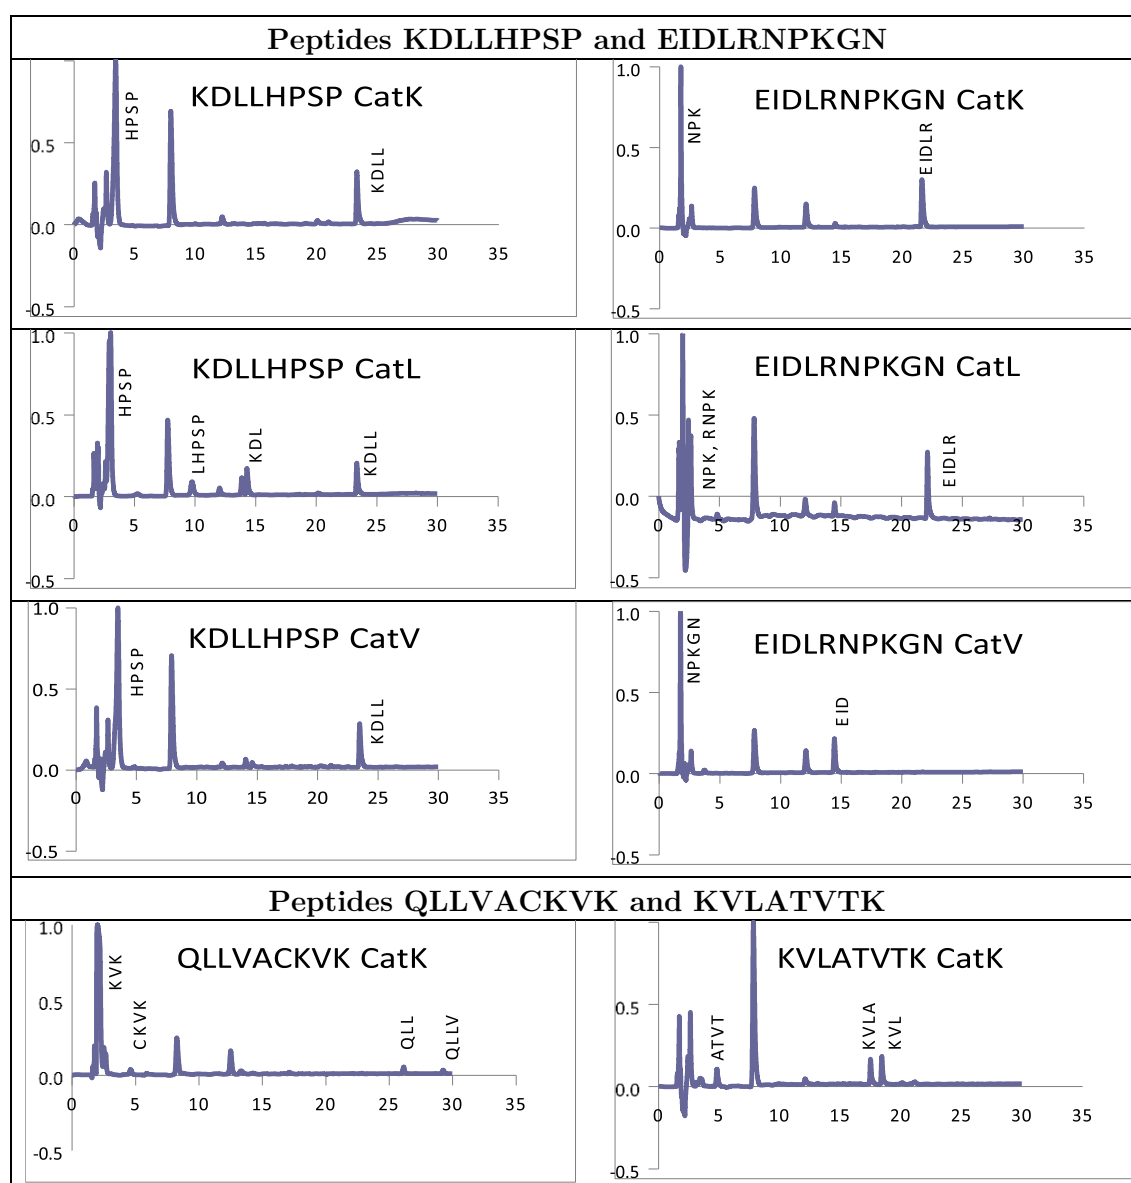 Peptides KDLLHPSP and EIDLRNPKGN
KDLLHPSP CatK
HPSP
KDLL
0.5
0.0
-0.5
0 5 10 15 20 25 30 35
EIDLRNPKGN CatK
NPK
EIDLR
1.0
0.5
0.0
-0.5
0 5 10 15 20 25 30 35
KDLLHPSP CatL
HPSP
LHPSP
KDL
KDLL
1.0
0.5
0.0
-0.5
0 5 10 15 20 25 30 35
EIDLRNPKGN CatL
NPK, RNPK
EIDLR
1.0
0.5
0.0
-0.5
0 5 10 15 20 25 30 35
KDLLHPSP CatV
HPSP
KDLL
1.0
0.5
0.0
-0.5
0 5 10 15 20 25 30 35
EIDLRNPKGN CatV
NPKGN
EID
1.0
0.5
0.0
-0.5
0 5 10 15 20 25 30 35
Peptides QLLVACKVK and KVLATVTK
QLLVACKVK CatK
KVK
CKVK
QLL
QLLV
1.0
0.5
0.0
-0.5
0 5 10 15 20 25 30 35
KVLATVTK CatK
ATVT
KVLA
KVL
0.5
0.0
-0.5
0 5 10 15 20 25 30 35